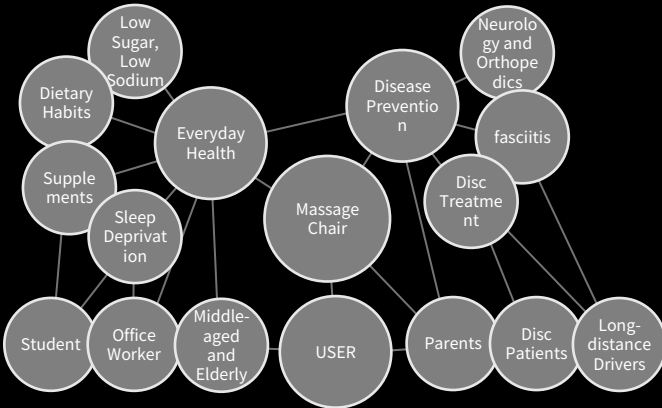 Low
Sugar,
Low
Sodium
Neurolo
gy and
Orthope
dics
Dietary
Habits
Disease
Preventio
n
Everyday
Health
fasciitis
Supple
ments
Disc
Treatme
nt
Sleep
Deprivat
ion
Massage
Chair
Student
Office
Worker
Middle-
aged
and
Elderly
USER
Parents
Disc
Patients
Long-
distance
Drivers